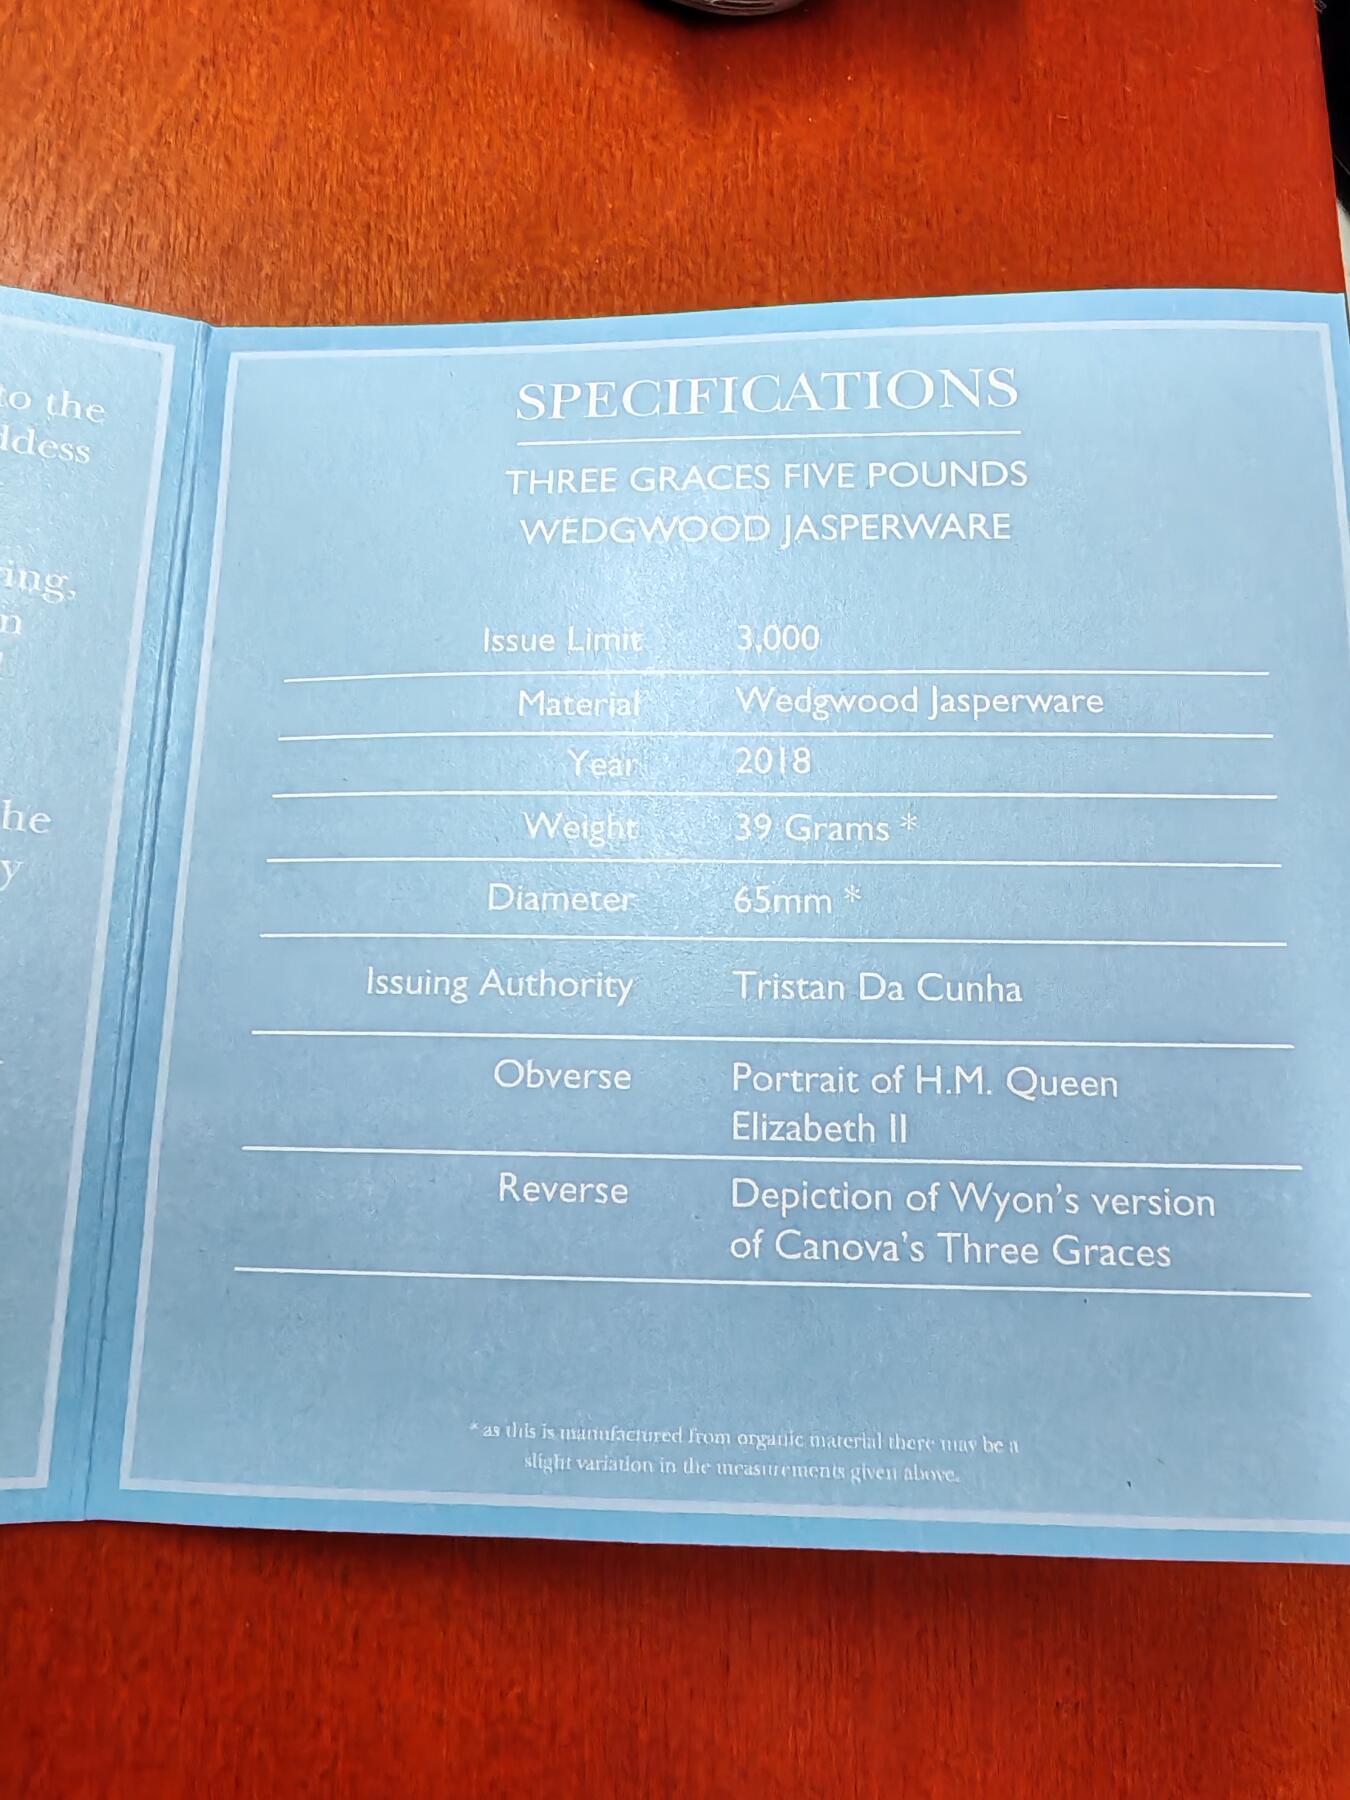 to the
ddess
ring,
n
he
y
SPECIFICATIONS
THREE GRACES FIVE POUNDS
WEDGWOOD JASPERWARE
Issue Limit 3,000
Material Wedgwood Jasperware
Year 2018
Weight 39 Grams *
Diameter 65mm *
Issuing Authority Tristan Da Cunha
Obverse Portrait of H.M. Queen
Elizabeth II
Reverse Depiction of Wyon's version
of Canova's Three Graces
* as this is manufactured from organic material there may be a
slight variation in the measurements given above.